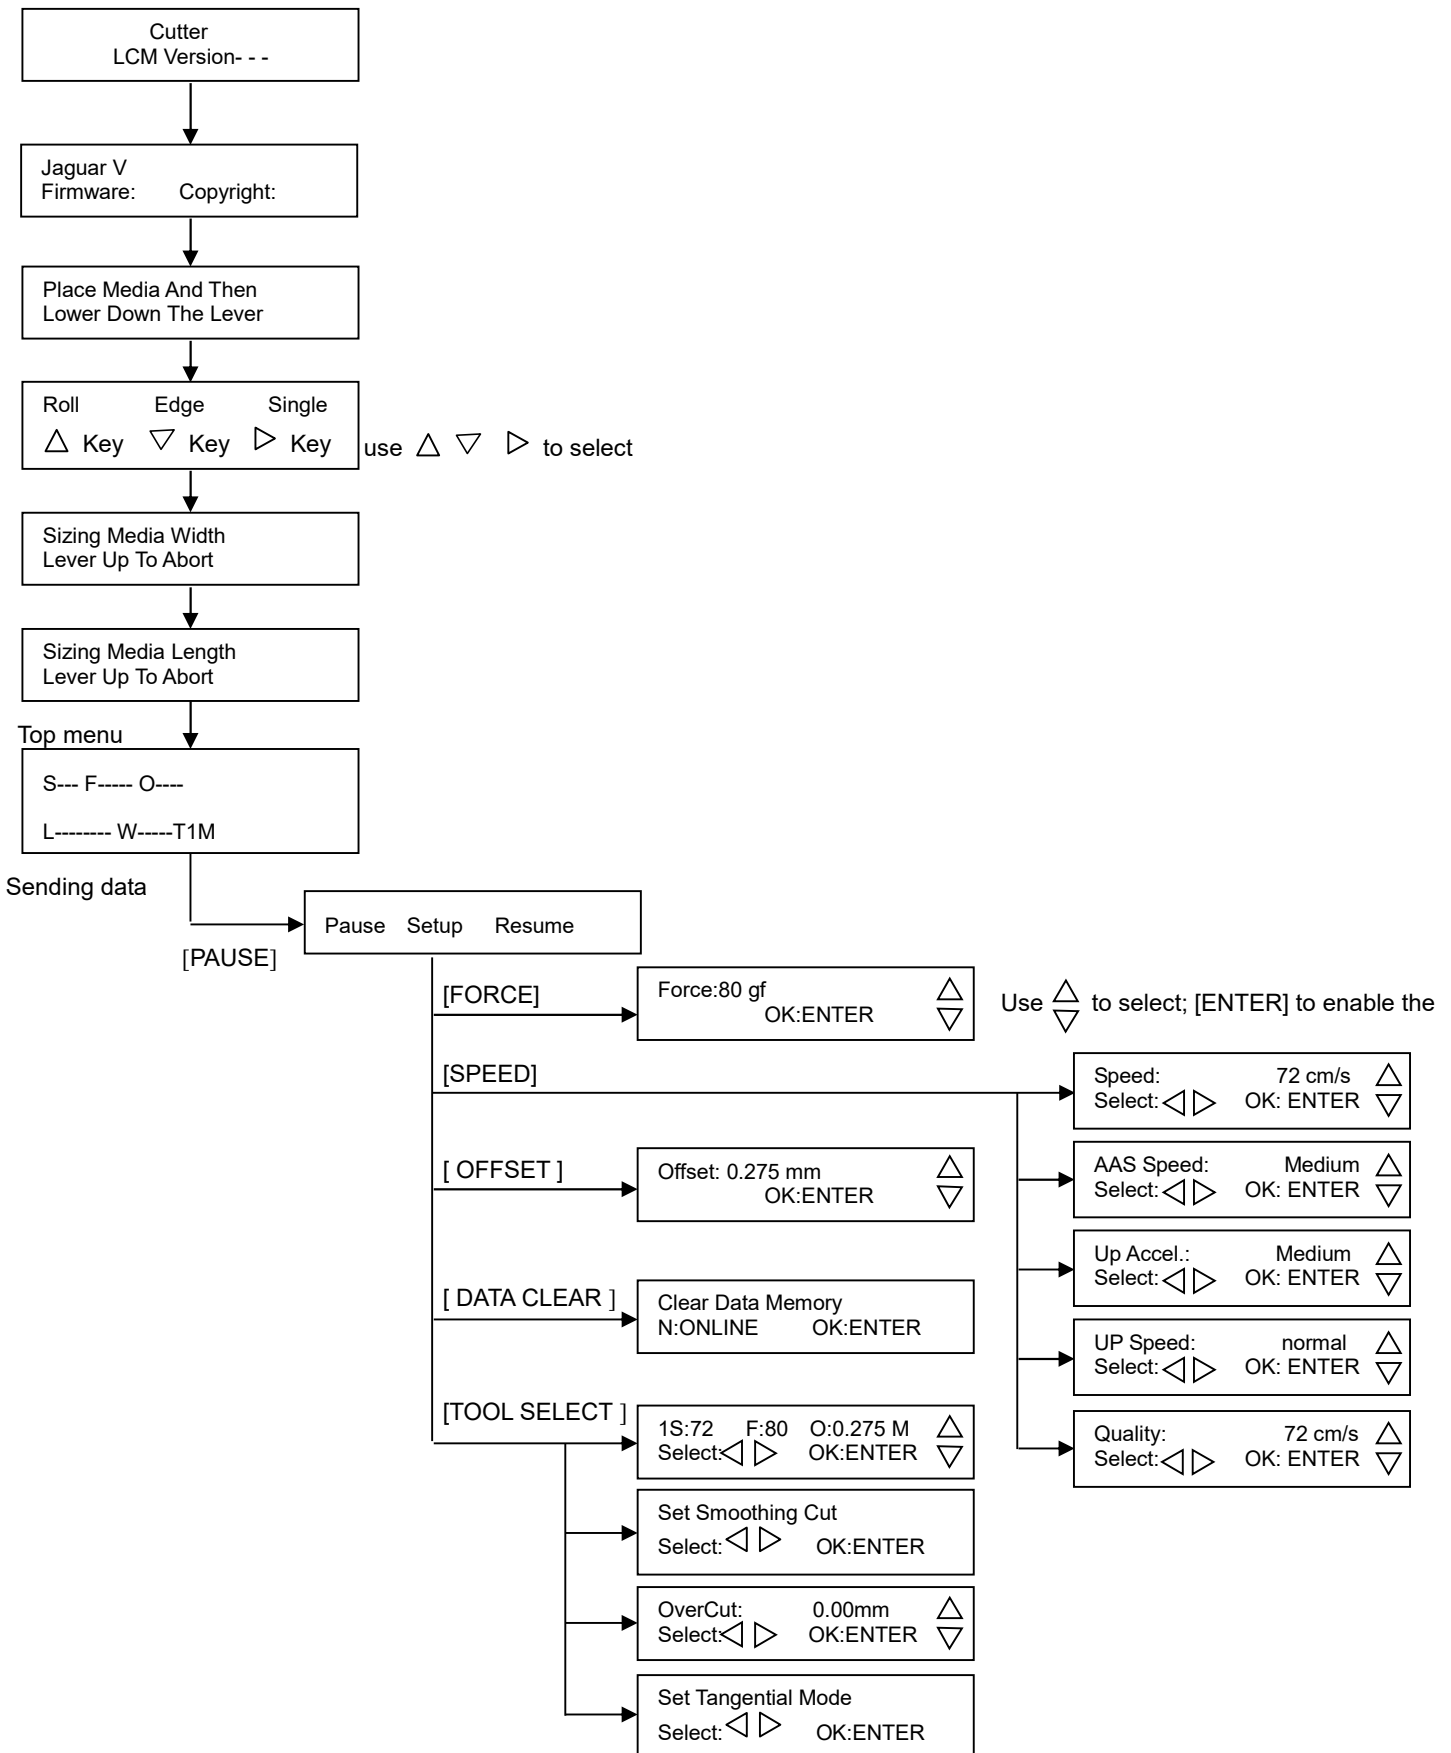 Cutter
LCM Version- - -
Jaguar V
Firmware: Copyright:
Place Media And Then
Lower Down The Lever
Roll Edge Single
Key Key Key
use to select
Sizing Media Width
Lever Up To Abort
Sizing Media Length
Lever Up To Abort
Top menu
S--- F----- O----
L-------- W-----T1M
Sending data
[PAUSE]
Pause Setup Resume
[FORCE]
Force:80 gf
OK:ENTER
Use to select; [ENTER] to enable the
[SPEED]
Speed: 72 cm/s
Select: OK: ENTER
AAS Speed: Medium
Select: OK: ENTER
Up Accel.: Medium
Select: OK: ENTER
UP Speed: normal
Select: OK: ENTER
Quality: 72 cm/s
Select: OK: ENTER
[ OFFSET ]
Offset: 0.275 mm
OK:ENTER
[ DATA CLEAR ]
Clear Data Memory
N:ONLINE OK:ENTER
[TOOL SELECT ]
1S:72 F:80 O:0.275 M
Select: OK:ENTER
Set Smoothing Cut
Select: OK:ENTER
OverCut: 0.00mm
Select: OK:ENTER
Set Tangential Mode
Select: OK:ENTER